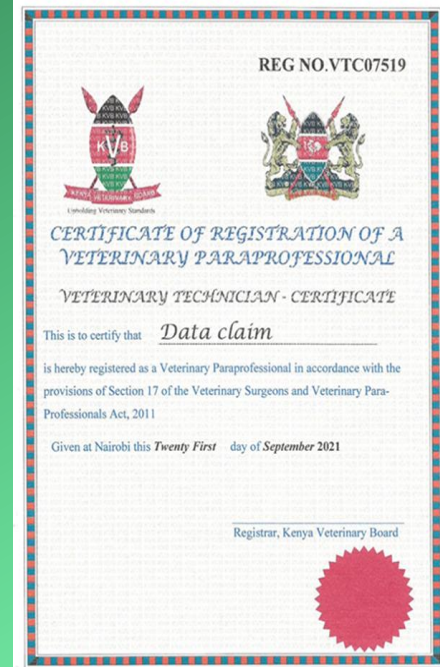 REG NO.VTC07519
KVB
KENYA VETERINARY BOARD
Upholding Veterinary Standards
CERTIFICATE OF REGISTRATION OF A
VETERINARY PARAPROFESSIONAL
VETERINARY TECHNICIAN - CERTIFICATE
This is to certify that Data claim
is hereby registered as a Veterinary Paraprofessional in accordance with the
provisions of Section 17 of the Veterinary Surgeons and Veterinary Para-
Professionals Act, 2011
Given at Nairobi this Twenty First day of September 2021
Registrar, Kenya Veterinary Board